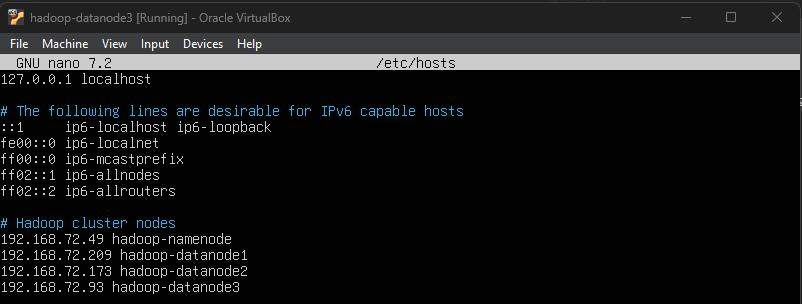 hadoop-datanode3 [Running] - Oracle VirtualBox
File Machine View Input Devices Help
GNU nano 7.2 /etc/hosts
127.0.0.1 localhost
# The following lines are desirable for IPv6 capable hosts
::1 ip6-localhost ip6-loopback
fe00::0 ip6-localnet
ff00::0 ip6-mcastprefix
ff02::1 ip6-allnodes
ff02::2 ip6-allrouters
# Hadoop cluster nodes
192.168.72.49 hadoop-namenode
192.168.72.209 hadoop-datanode1
192.168.72.173 hadoop-datanode2
192.168.72.93 hadoop-datanode3